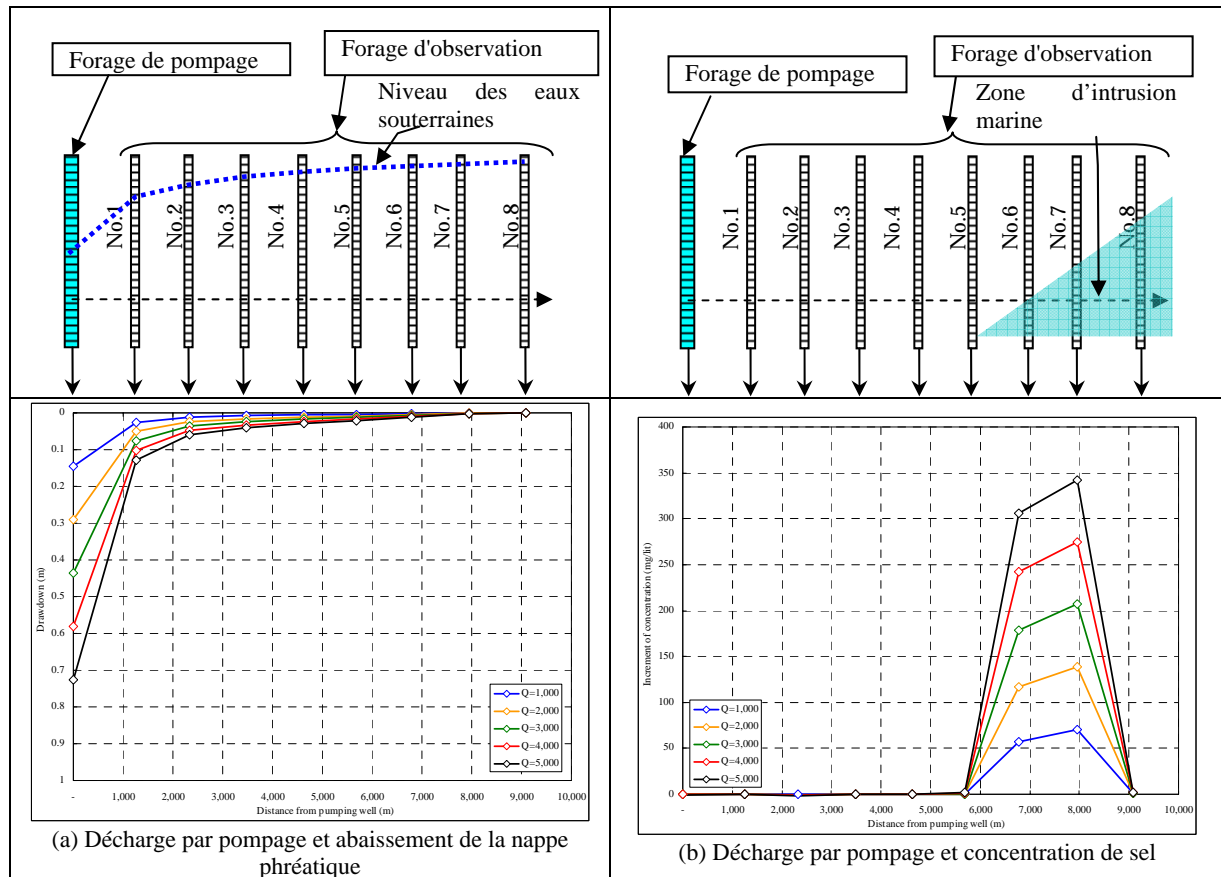 Forage de pompage
Forage d'observation
Niveau des eaux
souterraines
No.1
No.2
No.3
No.4
No.5
No.6
No.7
No.8
Forage de pompage
Forage d'observation
Zone d'intrusion
marine
No.1
No.2
No.3
No.4
No.5
No.6
No.7
No.8
0
0.1
0.2
0.3
0.4
0.5
0.6
0.7
0.8
0.9
1
Drawdown (m)
- 1,000 2,000 3,000 4,000 5,000 6,000 7,000 8,000 9,000 10,000
Distance from pumping well (m)
Q=1,000
Q=2,000
Q=3,000
Q=4,000
Q=5,000
(a) Décharge par pompage et abaissement de la nappe
phréatique
400
350
300
250
200
150
100
50
0
Increment of concentration (mg/lit)
- 1,000 2,000 3,000 4,000 5,000 6,000 7,000 8,000 9,000 10,000
Distance from pumping well (m)
Q=1,000
Q=2,000
Q=3,000
Q=4,000
Q=5,000
(b) Décharge par pompage et concentration de sel